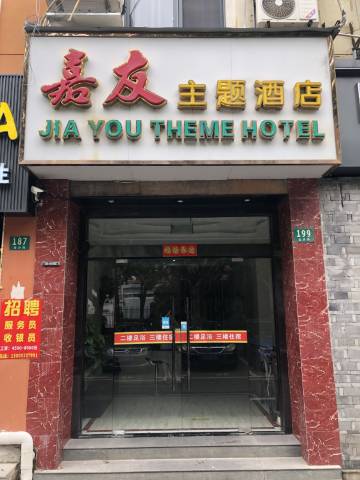 嘉友 主题酒店
JIA YOU THEME HOTEL
187
199
二楼足浴 三楼住宿
二楼足浴 三楼住宿
招聘
服务员
收银员